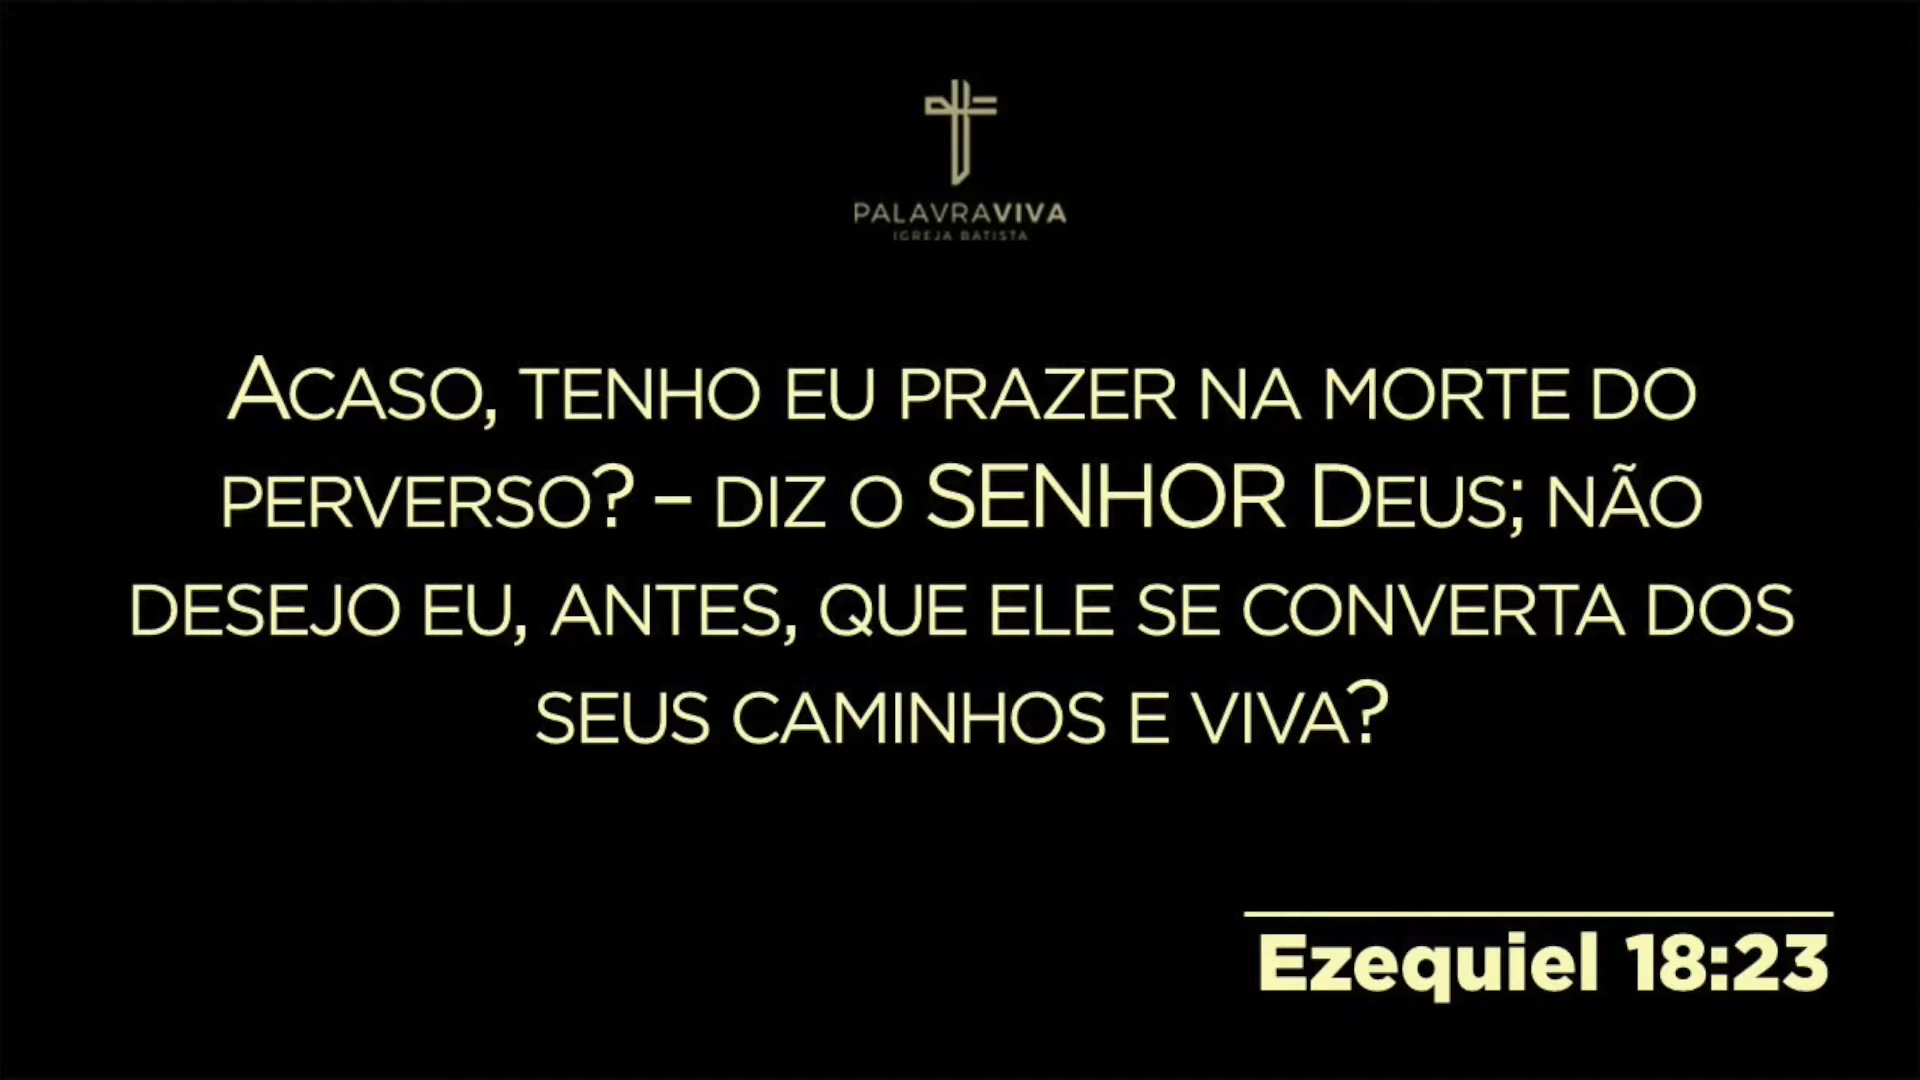 PALAVRAVIVA
IGREJA BATISTA
ACASO, TENHO EU PRAZER NA MORTE DO
PERVERSO? – DIZ O SENHOR DEUS; NÃO
DESEJO EU, ANTES, QUE ELE SE CONVERTA DOS
SEUS CAMINHOS E VIVA?
Ezequiel 18:23